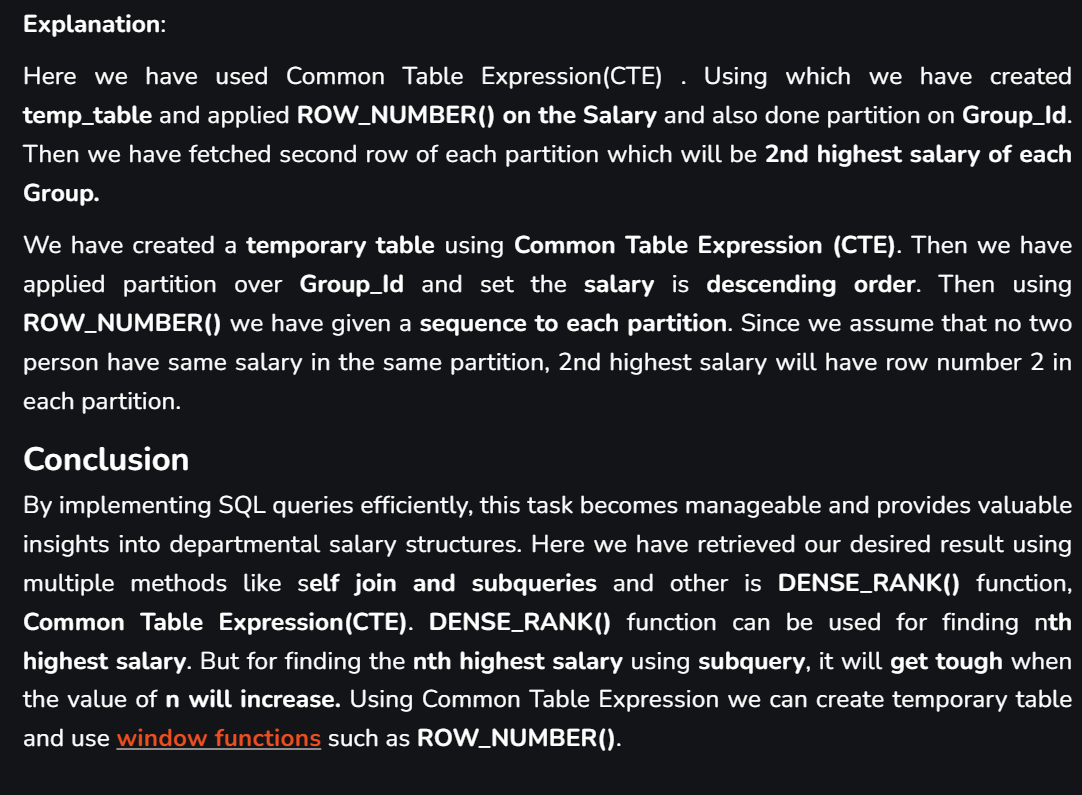 Explanation:
Here we have used Common Table Expression(CTE) . Using which we have created
temp_table and applied ROW_NUMBER() on the Salary and also done partition on Group_Id.
Then we have fetched second row of each partition which will be 2nd highest salary of each
Group.
We have created a temporary table using Common Table Expression (CTE). Then we have
applied partition over Group_Id and set the salary is descending order. Then using
ROW_NUMBER() we have given a sequence to each partition. Since we assume that no two
person have same salary in the same partition, 2nd highest salary will have row number 2 in
each partition.
Conclusion
By implementing SQL queries efficiently, this task becomes manageable and provides valuable
insights into departmental salary structures. Here we have retrieved our desired result using
multiple methods like self join and subqueries and other is DENSE_RANK() function,
Common Table Expression(CTE). DENSE_RANK() function can be used for finding nth
highest salary. But for finding the nth highest salary using subquery, it will get tough when
the value of n will increase. Using Common Table Expression we can create temporary table
and use window functions such as ROW_NUMBER().